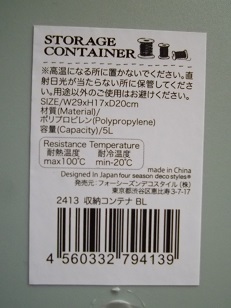 STORAGE
CONTAINER
※高温になる所に置かないでください。直
射日光が当たらない所に保管してください
。用途以外のご使用はお避けください。
SIZE/W29xH17xD20cm
材質(Material)/
ポリプロピレン(Polypropylene)
容量(Capacity)/5L
Resistance Temperature
耐熱温度 耐冷温度
max100℃ min-20℃
made in China
Designed In Japan four season deco styles®
発売元：フォーシーズンデコスタイル(株)
東京都渋谷区恵比寿3-7-17
2413 収納コンテナ BL
4 560332 794139